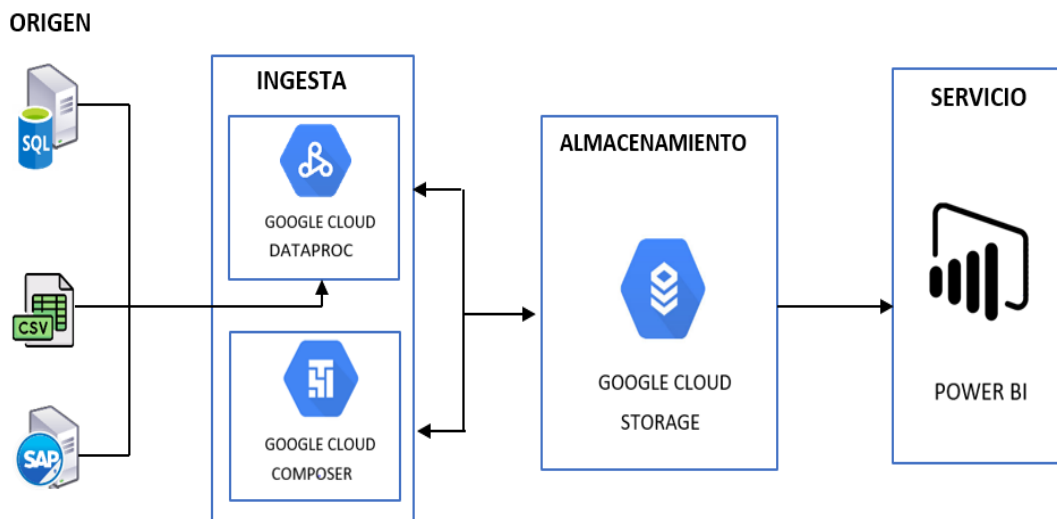 ORIGEN
SQL
CSV
SAP
INGESTA
GOOGLE CLOUD
DATAPROC
GOOGLE CLOUD
COMPOSER
ALMACENAMIENTO
GOOGLE CLOUD
STORAGE
SERVICIO
POWER BI